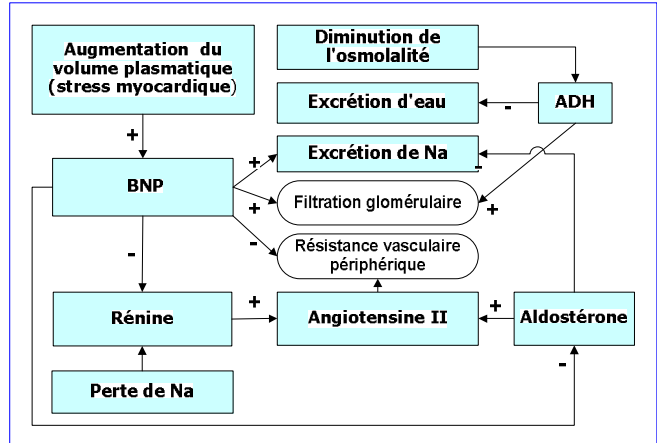 Augmentation du
volume plasmatique
(stress myocardique)
Diminution de
l'osmolalité
Excrétion d'eau
-
ADH
+
Excrétion de Na
-
+
BNP
+
Filtration glomérulaire
+
-
Résistance vasculaire
périphérique
-
Rénine
+
Angiotensine II
+
Aldostérone
-
Perte de Na